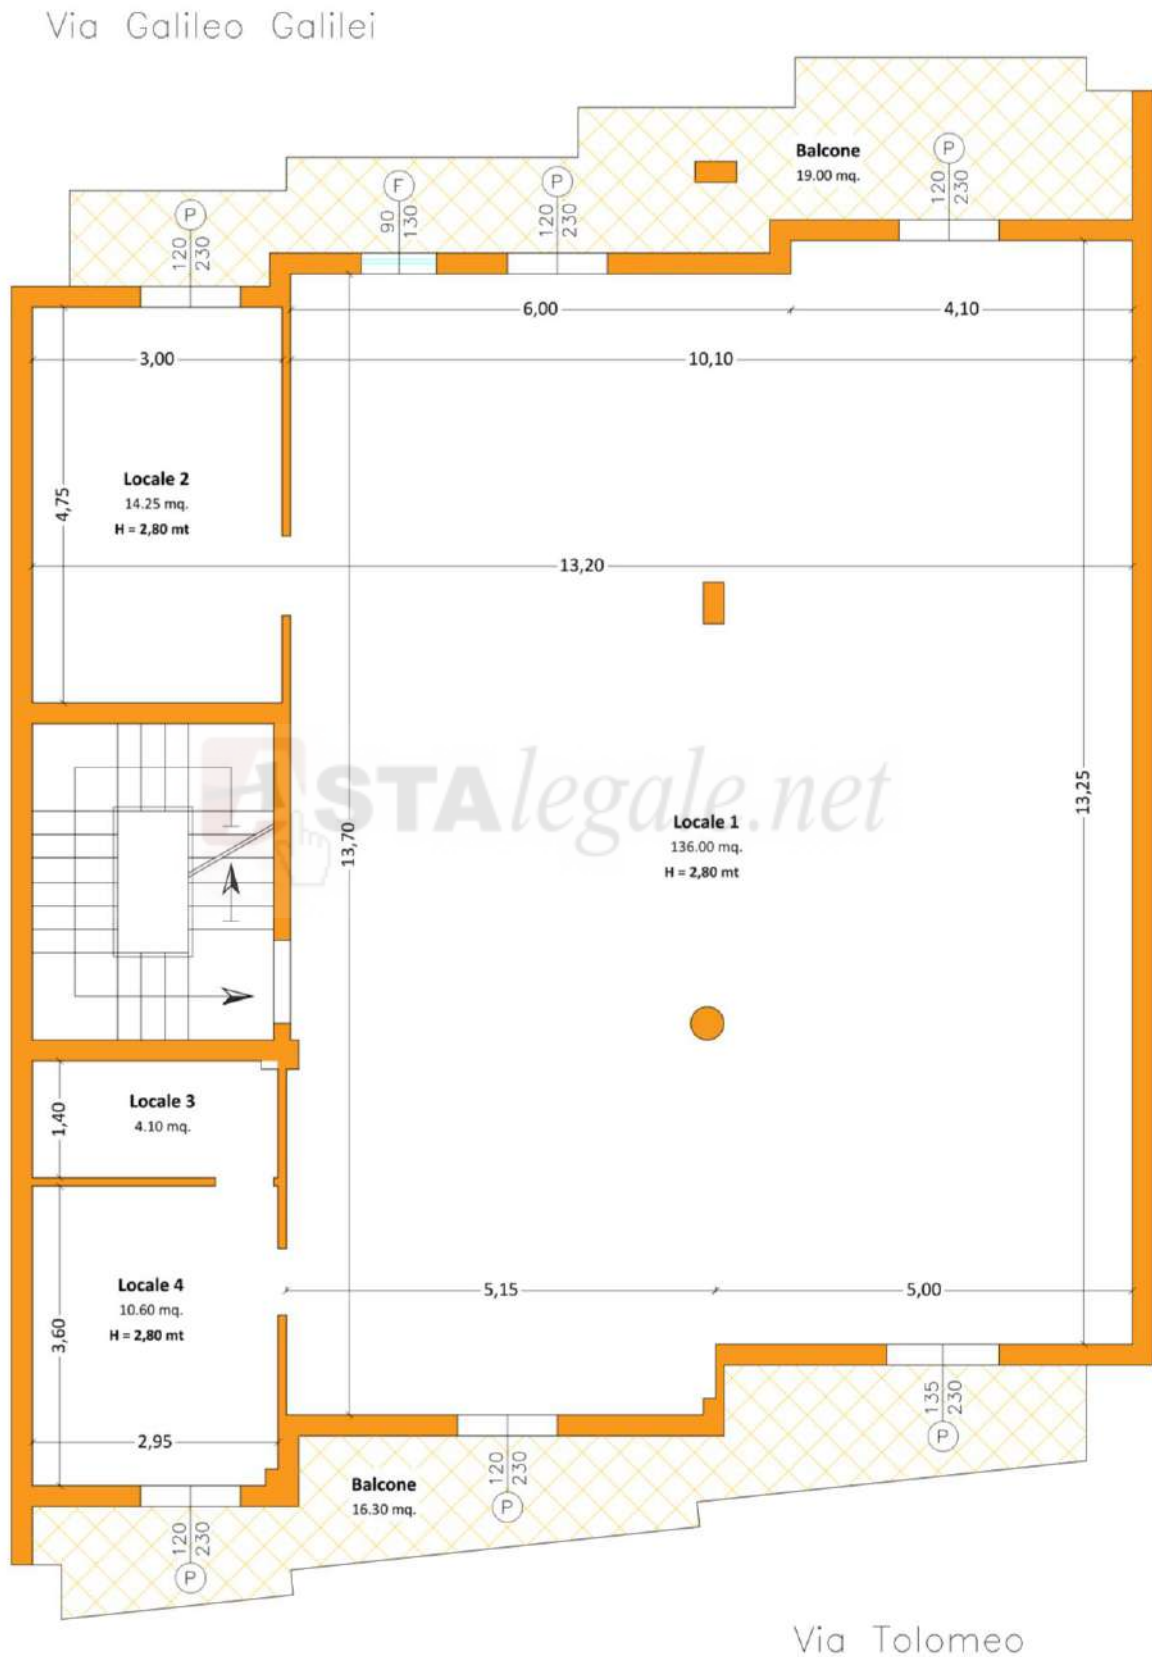 Via Galileo Galilei
Balcone
19.00 mq.
P
120
230
F
90
130
P
120
230
P
120
230
6,00
4,10
3,00
10,10
Locale 2
14.25 mq.
H = 2,80 mt
4,75
13,20
ASTAlegale.net
13,25
Locale 1
136.00 mq.
H = 2,80 mt
13,70
Locale 3
4.10 mq.
1,40
Locale 4
10.60 mq.
H = 2,80 mt
3,60
5,15
5,00
2,95
135
230
P
Balcone
16.30 mq.
120
230
P
120
230
P
Via Tolomeo